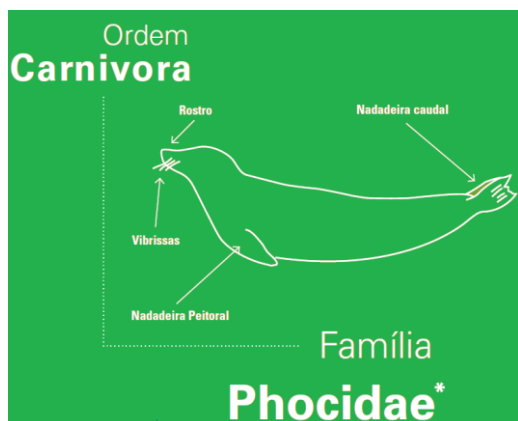 Ordem
Carnivora
Rostro
Nadadeira caudal
Vibrissas
Nadadeira Peitoral
Família
Phocidae*